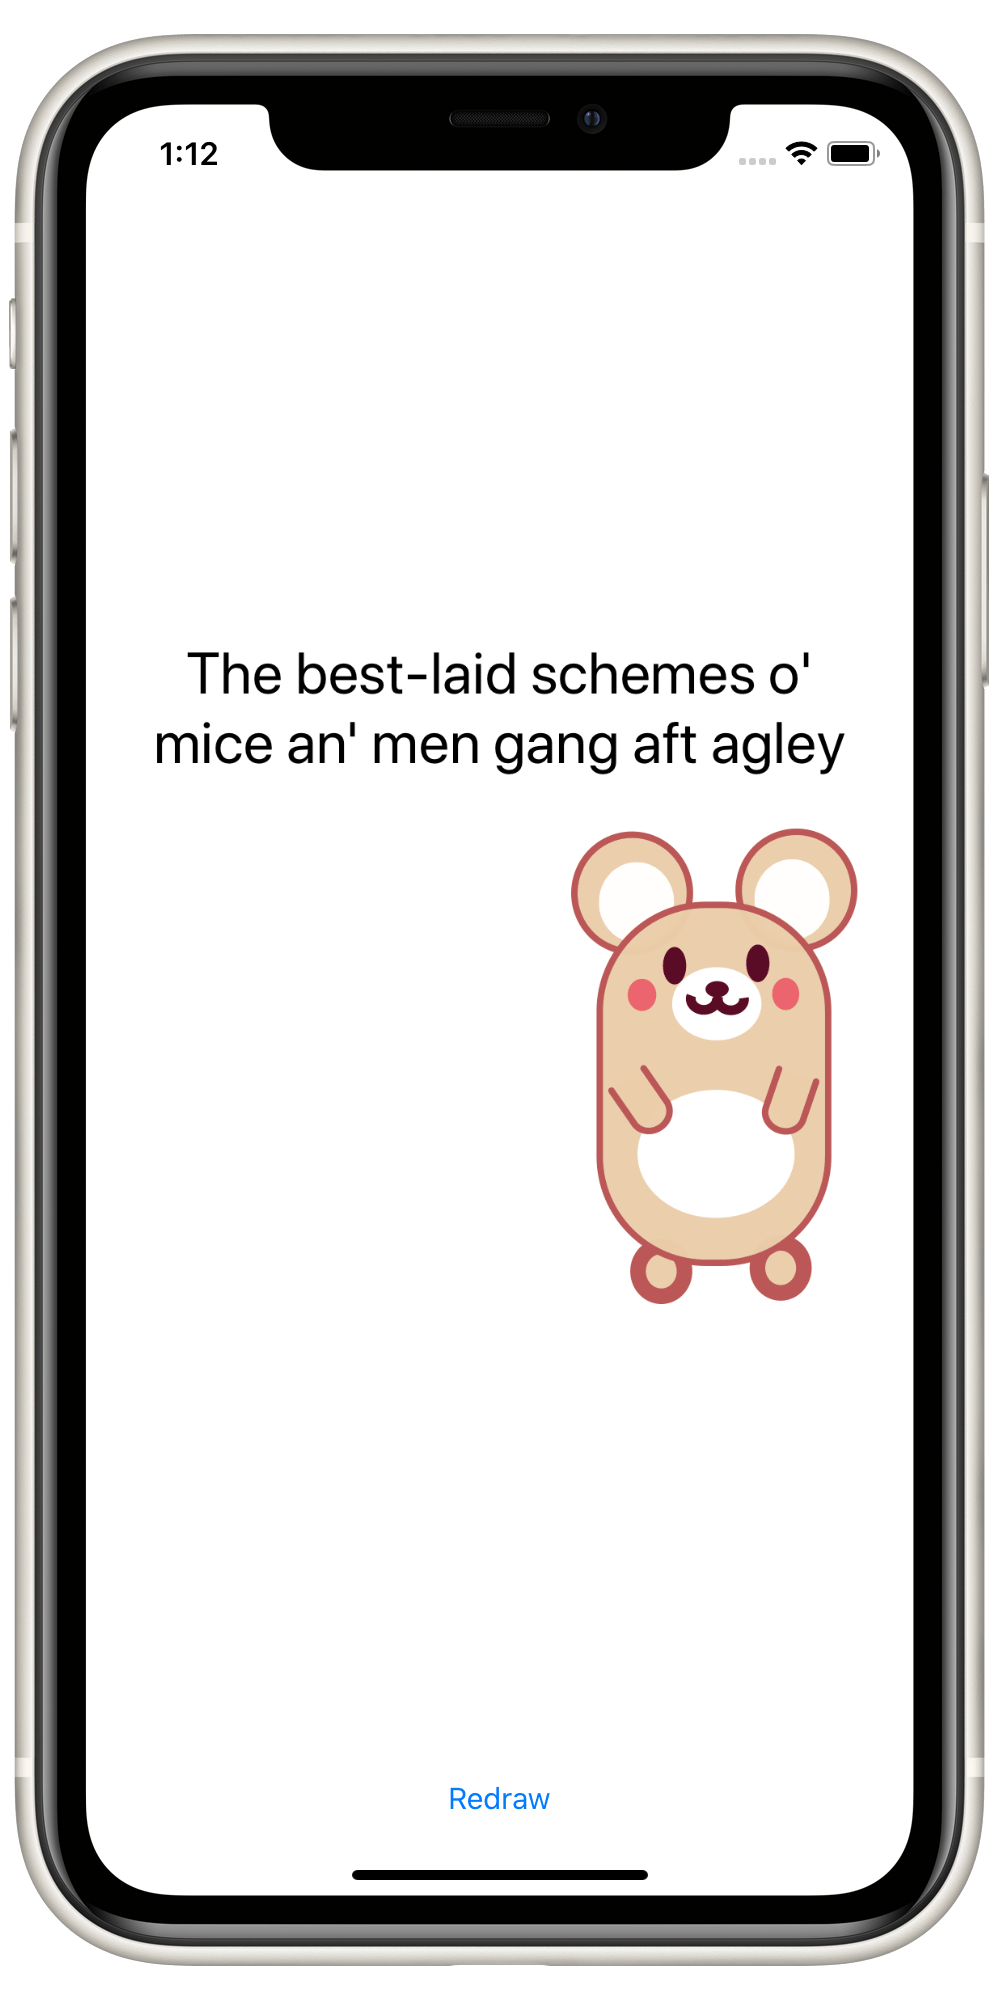 1:12
The best-laid schemes o'
mice an' men gang aft agley
Redraw